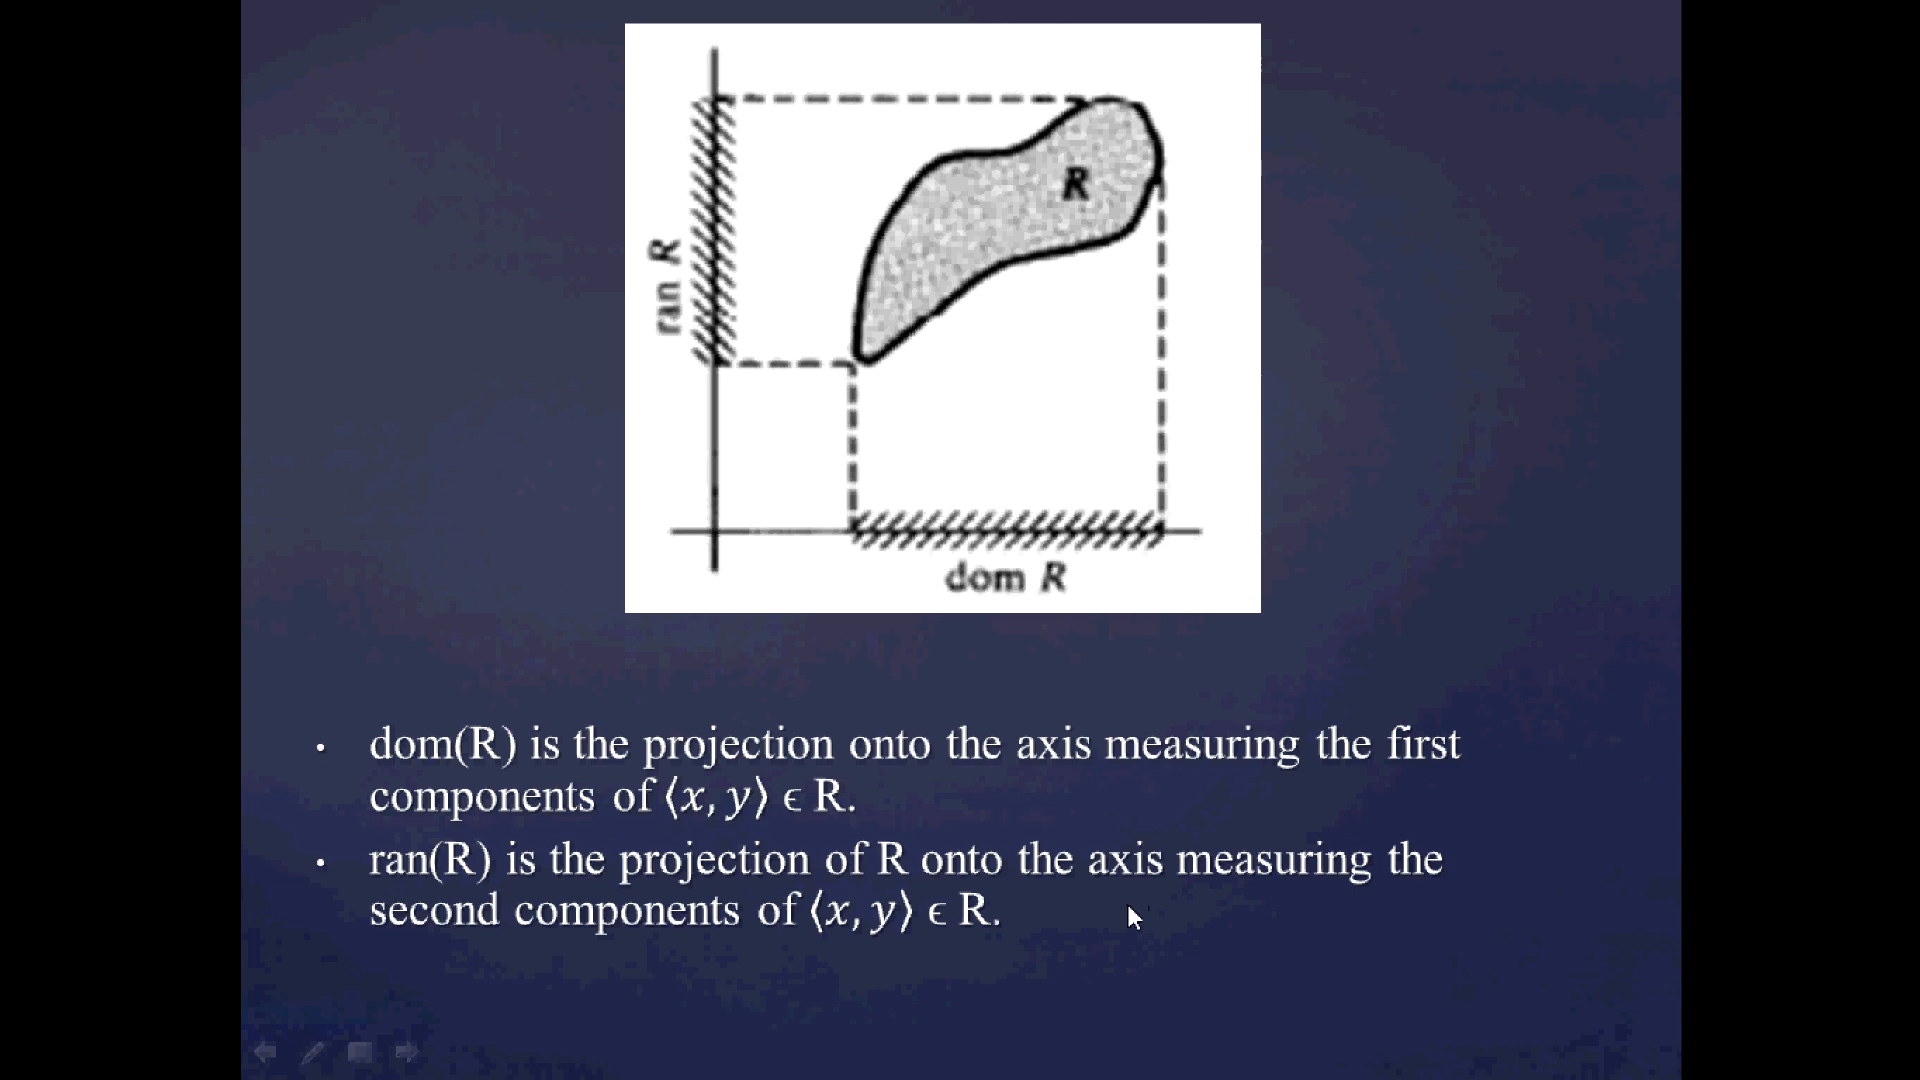 R
ran R
dom R
· dom(R) is the projection onto the axis measuring the first
components of ⟨x, y⟩ ϵ R.
· ran(R) is the projection of R onto the axis measuring the
second components of ⟨x, y⟩ ϵ R.